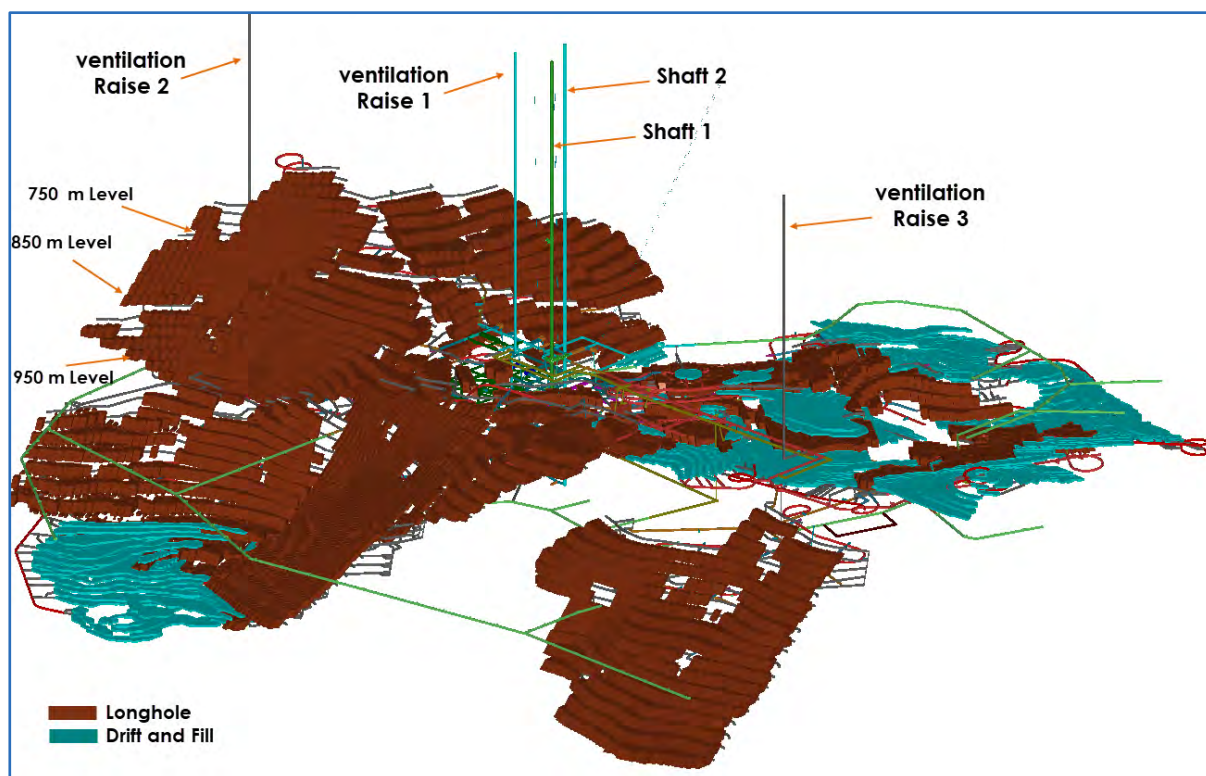 ventilation
Raise 2
ventilation
Raise 1
Shaft 2
Shaft 1
ventilation
Raise 3
750 m Level
850 m Level
950 m Level
Longhole
Drift and Fill